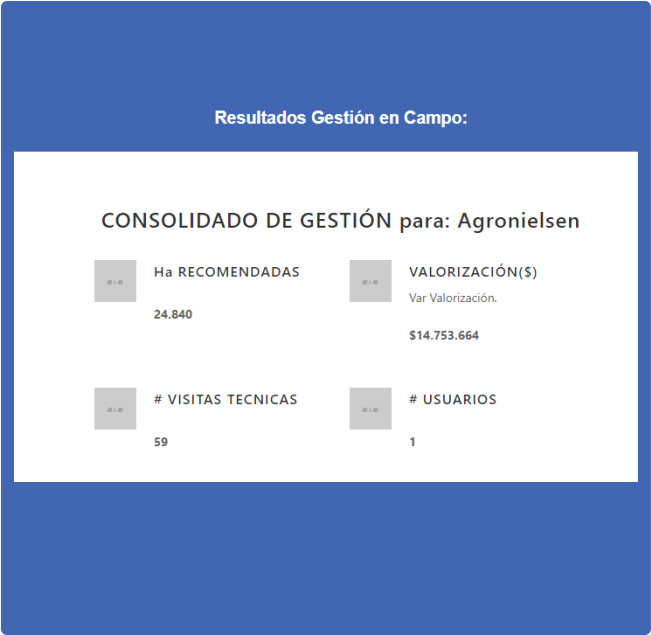 Resultados Gestión en Campo:
CONSOLIDADO DE GESTIÓN para: Agronielsen
Ha RECOMENDADAS
24.840
VALORIZACIÓN($)
Var Valorización.
$14.753.664
# VISITAS TECNICAS
59
# USUARIOS
1